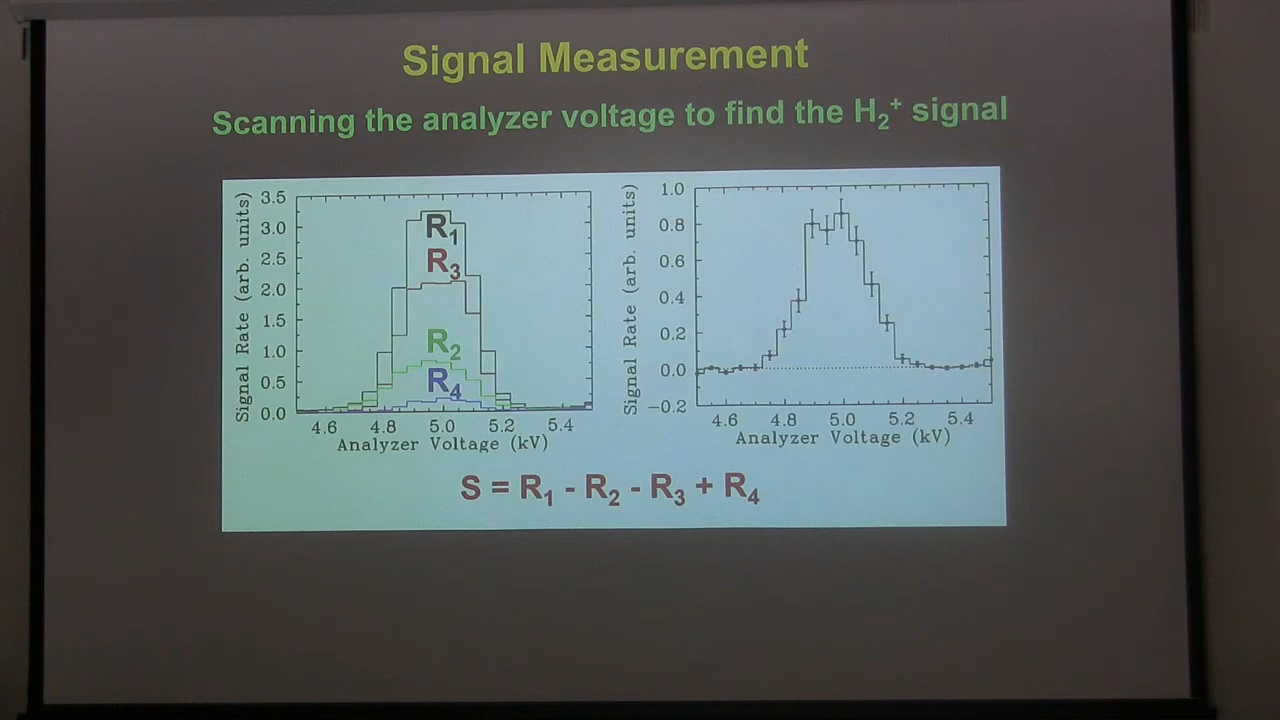 Signal Measurement
Scanning the analyzer voltage to find the H₂⁺ signal
Signal Rate (arb. units)
3.5
3.0
2.5
2.0
1.5
1.0
0.5
0.0
R₁
R₃
R₂
R₄
4.6 4.8 5.0 5.2 5.4
Analyzer Voltage (kV)
Signal Rate (arb. units)
1.0
0.8
0.6
0.4
0.2
0.0
−0.2
4.6 4.8 5.0 5.2 5.4
Analyzer Voltage (kV)
S = R₁ - R₂ - R₃ + R₄